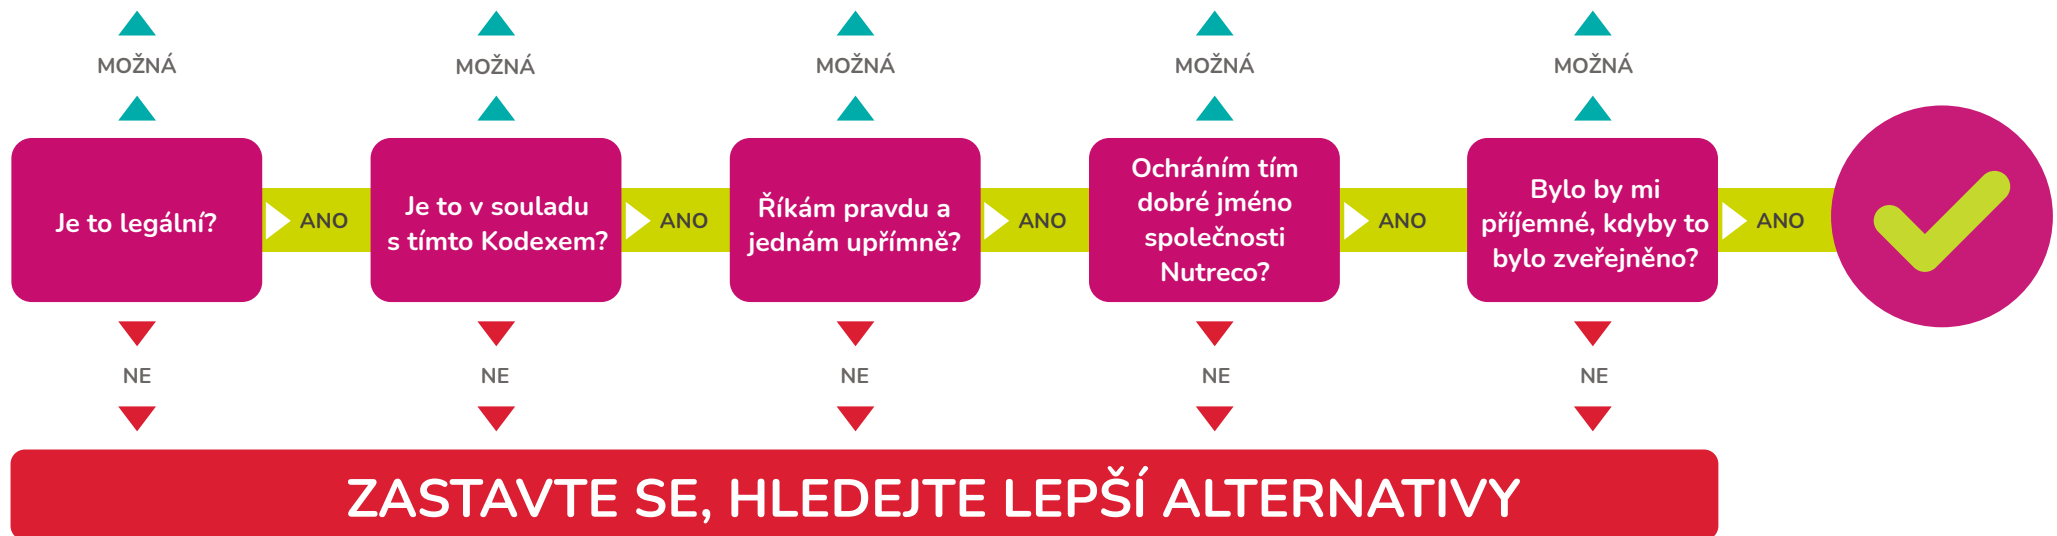 MOŽNÁ
MOŽNÁ
MOŽNÁ
MOŽNÁ
MOŽNÁ
Je to legální?
ANO
Je to v souladu
s tímto Kodexem?
ANO
Říkám pravdu a
jednám upřímně?
ANO
Ochráním tím
dobré jméno
společnosti
Nutreco?
ANO
Bylo by mi
příjemné, kdyby to
bylo zveřejněno?
ANO
NE
NE
NE
NE
NE
ZASTAVTE SE, HLEDEJTE LEPŠÍ ALTERNATIVY